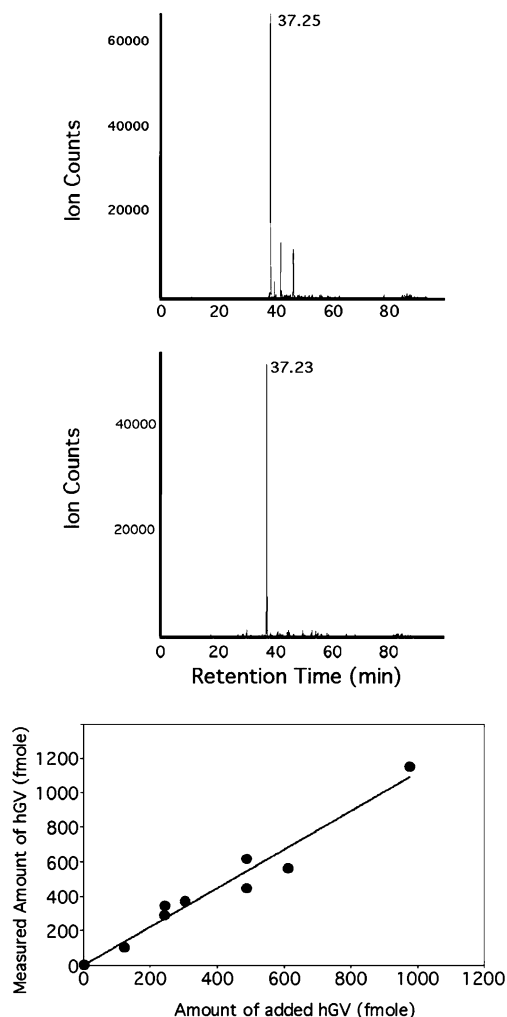 37.25
60000
40000
20000
Ion Counts
0 20 40 60 80
37.23
40000
20000
Ion Counts
0 20 40 60 80
Retention Time (min)
1200
1000
800
600
400
200
0
Measured Amount of hGV (fmole)
0 200 400 600 800 1000 1200
Amount of added hGV (fmole)